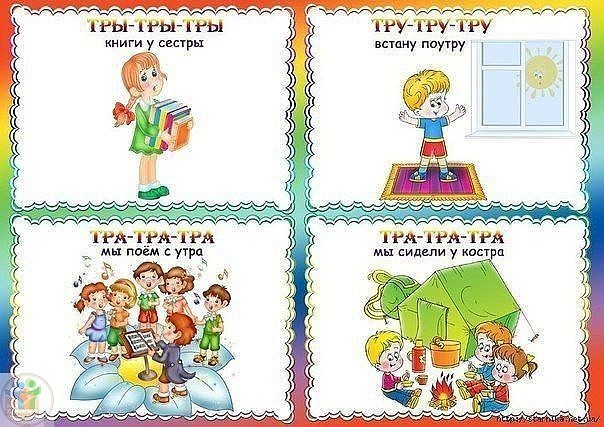 ТРЫ-ТРЫ-ТРЫ
книги у сестры
ТРУ-ТРУ-ТРУ
встану поутру
ТРА-ТРА-ТРА
мы поём с утра
ТРА-ТРА-ТРА
мы сидели у костра